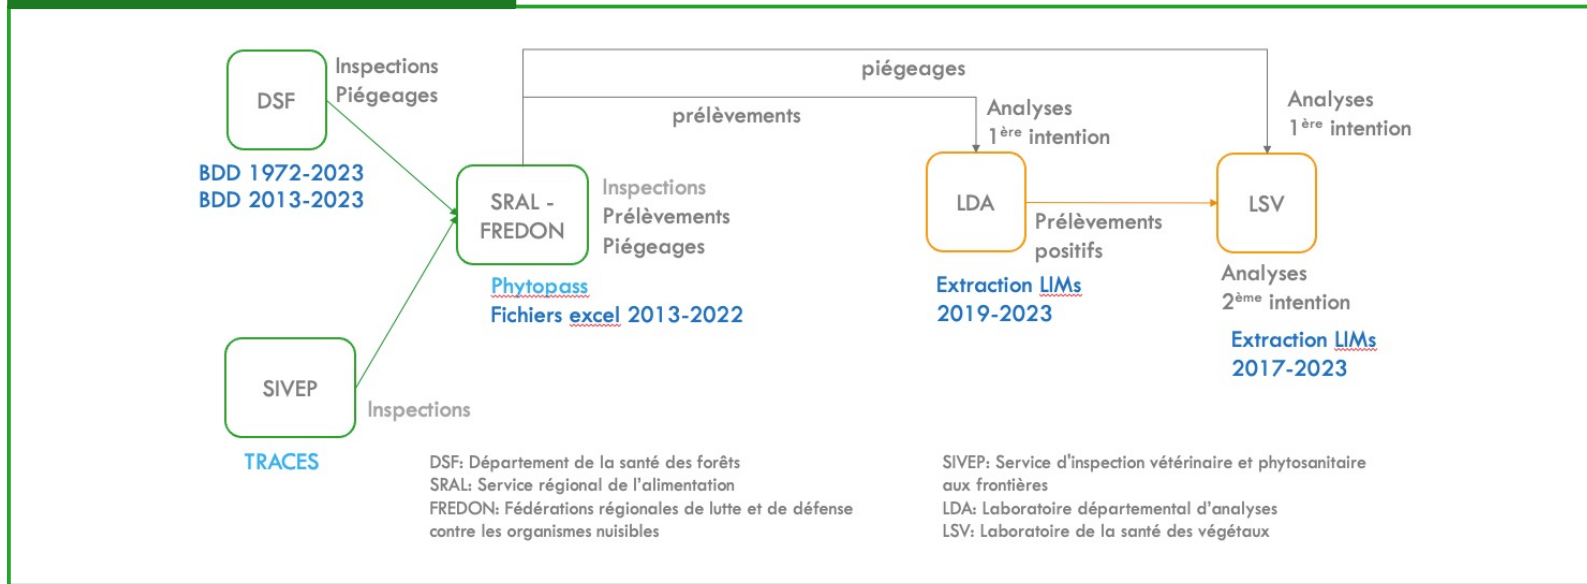 DSF
Inspections
Piégeages
BDD 1972-2023
BDD 2013-2023
piégeages
prélèvements
Analyses
1ère intention
Analyses
1ère intention
SRAL -
FREDON
Inspections
Prélèvements
Piégeages
Phytopass
Fichiers excel 2013-2022
LDA
Prélèvements
positifs
Extraction LIMs
2019-2023
LSV
Analyses
2ème intention
Extraction LIMs
2017-2023
SIVEP
Inspections
TRACES
DSF: Département de la santé des forêts
SRAL: Service régional de l'alimentation
FREDON: Fédérations régionales de lutte et de défense
contre les organismes nuisibles
SIVEP: Service d'inspection vétérinaire et phytosanitaire
aux frontières
LDA: Laboratoire départemental d'analyses
LSV: Laboratoire de la santé des végétaux